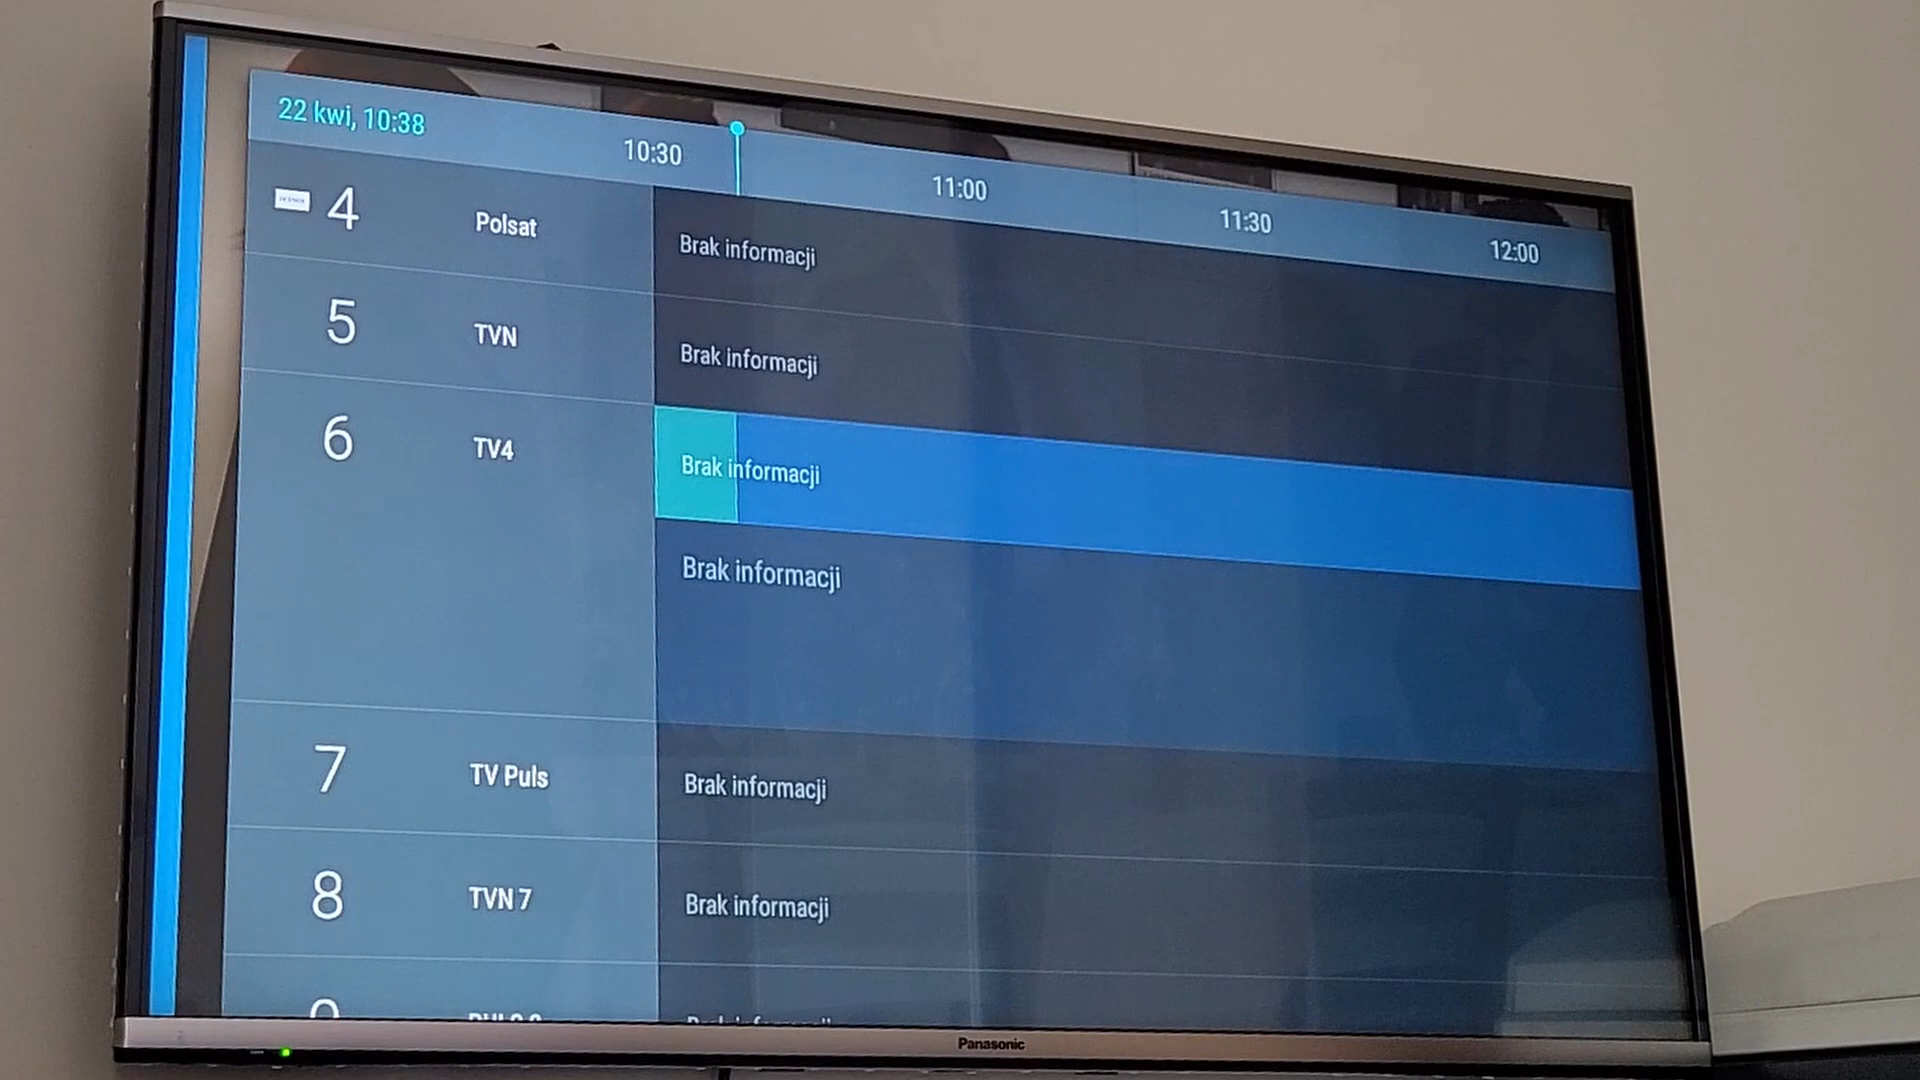 22 kwi, 10:38
10:30
11:00
11:30
12:00
4 Polsat Brak informacji
5 TVN Brak informacji
6 TV4 Brak informacji
Brak informacji
7 TV Puls Brak informacji
8 TVN 7 Brak informacji
Panasonic